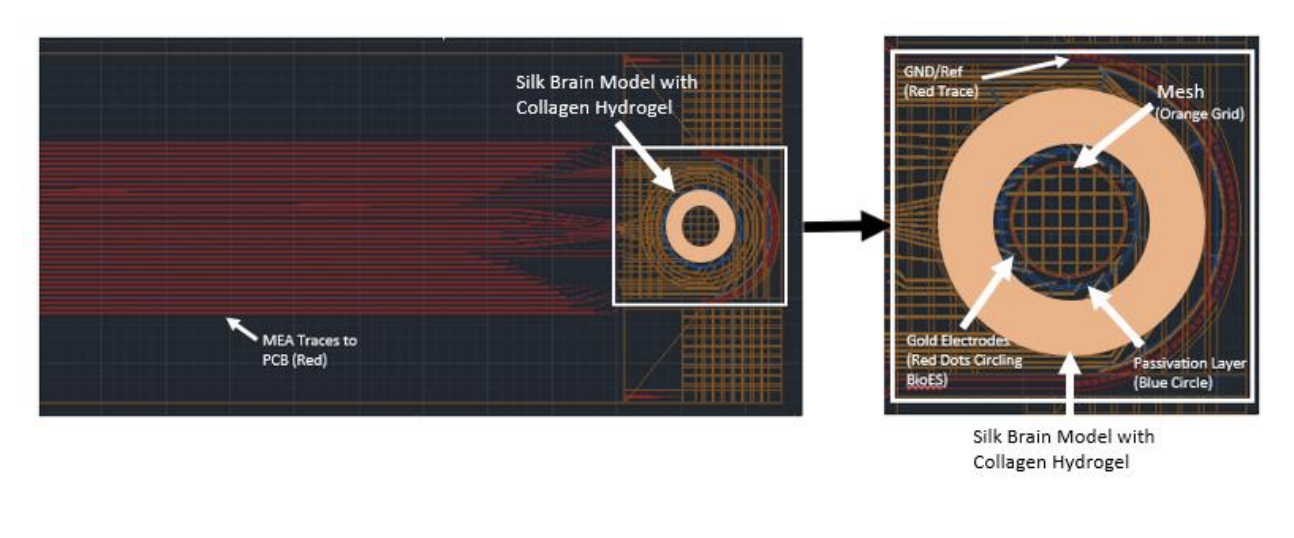 Silk Brain Model with
Collagen Hydrogel
MEA Traces to
PCB (Red)
GND/Ref
(Red Trace)
Mesh
(Orange Grid)
Gold Electrodes
(Red Dots Circling
BioES)
Passivation Layer
(Blue Circle)
Silk Brain Model with
Collagen Hydrogel